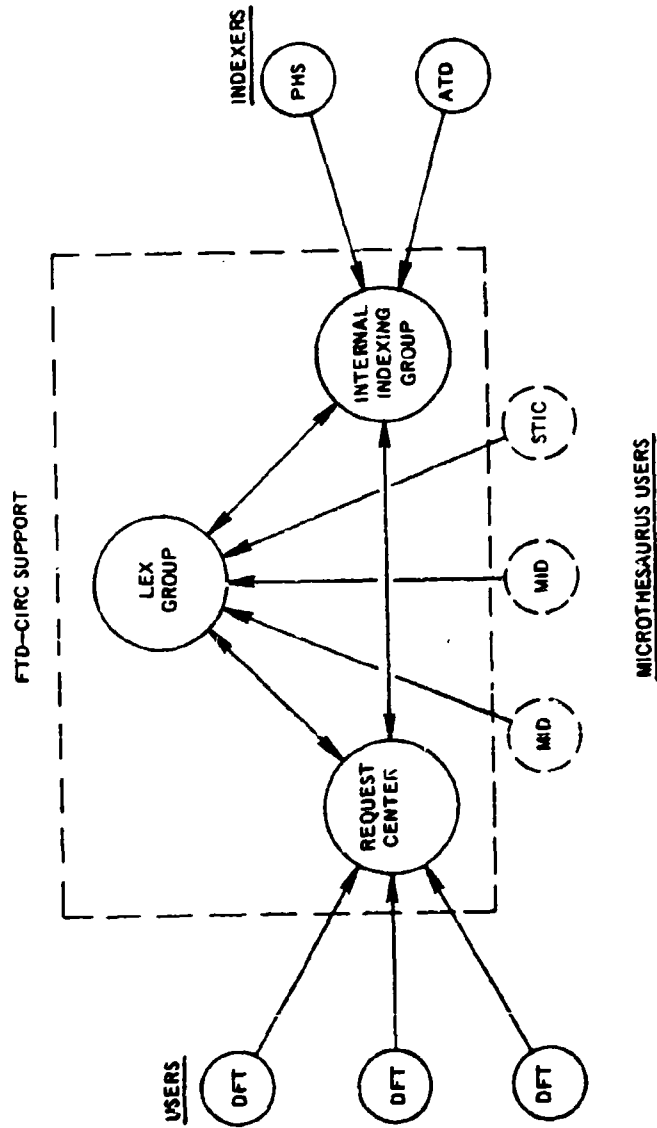 FTD-CIRC SUPPORT
LEX
GROUP
REQUEST
CENTER
INTERNAL
INDEXING
GROUP
USERS
DFT
DFT
DFT
INDEXERS
PHS
ATD
MID
MID
STIC
MICROTHESAURUS USERS